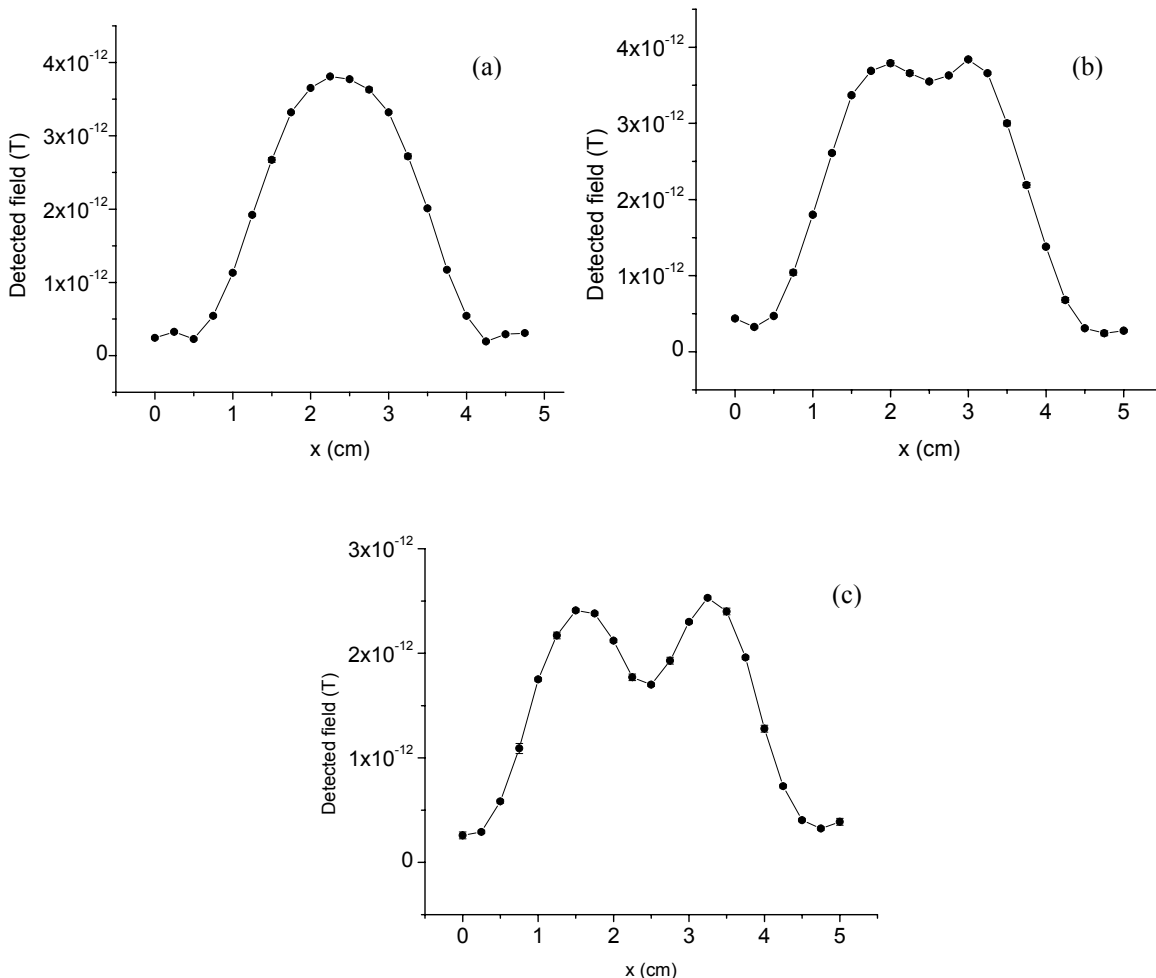 (a)
4x10-12
3x10-12
2x10-12
1x10-12
0
Detected field (T)
0 1 2 3 4 5
x (cm)
(b)
4x10-12
3x10-12
2x10-12
1x10-12
0
Detected field (T)
0 1 2 3 4 5
x (cm)
(c)
3x10-12
2x10-12
1x10-12
0
Detected field (T)
0 1 2 3 4 5
x (cm)